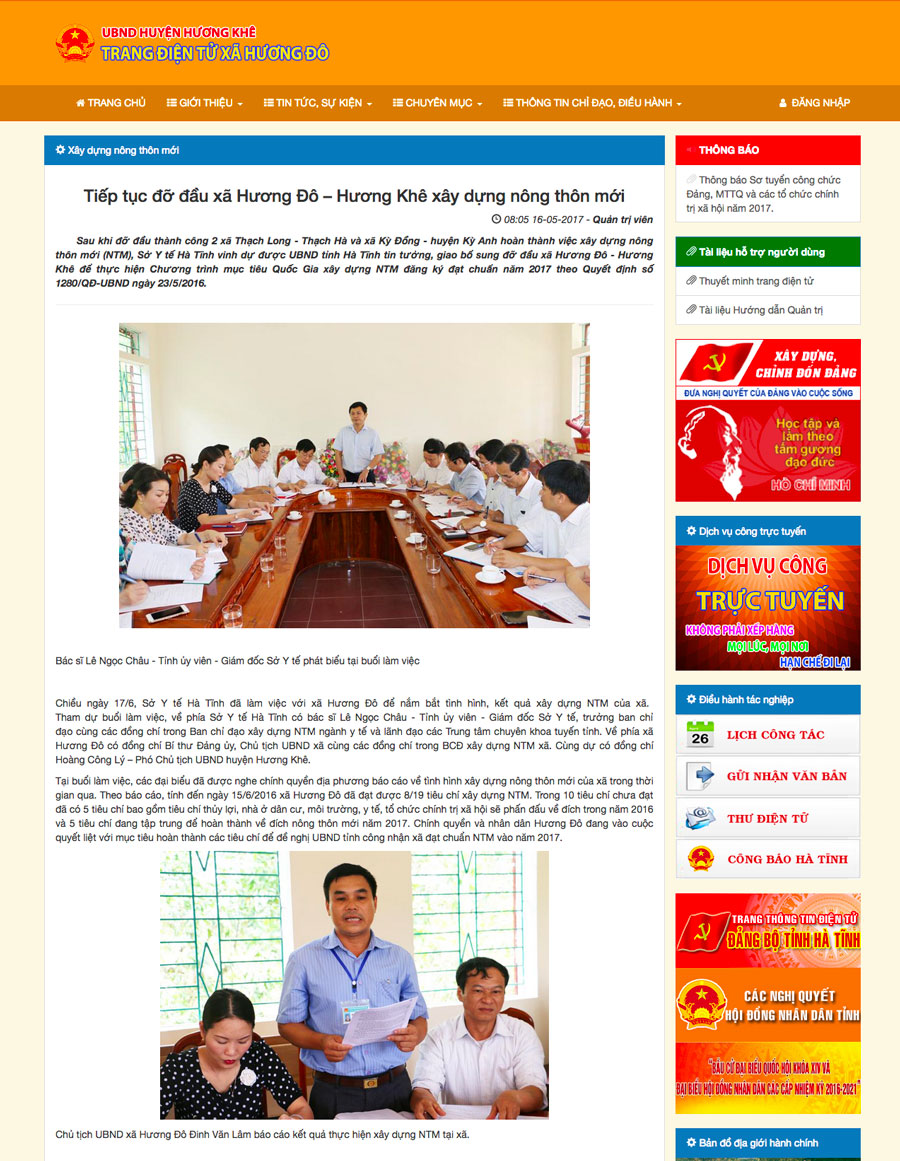 UBND HUYỆN HƯƠNG KHÊ
TRANG ĐIỆN TỬ XÃ HƯƠNG ĐÔ
TRANG CHỦ
GIỚI THIỆU
TIN TỨC, SỰ KIỆN
CHUYÊN MỤC
THÔNG TIN CHỈ ĐẠO, ĐIỀU HÀNH
ĐĂNG NHẬP
Xây dựng nông thôn mới
Tiếp tục đỡ đầu xã Hương Đô – Hương Khê xây dựng nông thôn mới
08:05 16-05-2017 - Quản trị viên
Sau khi đỡ đầu thành công 2 xã Thạch Long - Thạch Hà và xã Kỳ Đồng - huyện Kỳ Anh hoàn thành việc xây dựng nông
thôn mới (NTM), Sở Y tế Hà Tĩnh vinh dự được UBND tỉnh Hà Tĩnh tin tưởng, giao bổ sung đỡ đầu xã Hương Đô - Hương
Khê để thực hiện Chương trình mục tiêu Quốc Gia xây dựng NTM đăng ký đạt chuẩn năm 2017 theo Quyết định số
1280/QĐ-UBND ngày 23/5/2016.
Bác sĩ Lê Ngọc Châu - Tỉnh ủy viên - Giám đốc Sở Y tế phát biểu tại buổi làm việc
Chiều ngày 17/6, Sở Y tế Hà Tĩnh đã làm việc với xã Hương Đô để nắm bắt tình hình, kết quả xây dựng NTM của xã.
Tham dự buổi làm việc, về phía Sở Y tế Hà Tĩnh có bác sĩ Lê Ngọc Châu - Tỉnh ủy viên - Giám đốc Sở Y tế, trưởng ban chỉ
đạo cùng các đồng chí trong Ban chỉ đạo xây dựng NTM ngành y tế và lãnh đạo các Trung tâm chuyên khoa tuyến tỉnh. Về phía xã
Hương Đô có đồng chí Bí thư Đảng ủy, Chủ tịch UBND xã cùng các đồng chí trong BCĐ xây dựng NTM xã. Cùng dự có đồng chí
Hoàng Công Lý – Phó Chủ tịch UBND huyện Hương Khê.
Tại buổi làm việc, các đại biểu đã được nghe chính quyền địa phương báo cáo về tình hình xây dựng nông thôn mới của xã trong thời
gian qua. Theo báo cáo, tính đến ngày 15/6/2016 xã Hương Đô đã đạt được 8/19 tiêu chí xây dựng NTM. Trong 10 tiêu chí chưa đạt
đã có 5 tiêu chí bao gồm tiêu chí thủy lợi, nhà ở dân cư, môi trường, y tế, tổ chức chính trị xã hội sẽ phấn đấu về đích trong năm 2016
và 5 tiêu chí đang tập trung để hoàn thành về đích nông thôn mới năm 2017. Chính quyền và nhân dân Hương Đô đang vào cuộc
quyết liệt với mục tiêu hoàn thành các tiêu chí để đề nghị UBND tỉnh công nhận xã đạt chuẩn NTM vào năm 2017.
Chủ tịch UBND xã Hương Đô Đinh Văn Lâm báo cáo kết quả thực hiện xây dựng NTM tại xã.
THÔNG BÁO
Thông báo Sơ tuyển công chức
Đảng, MTTQ và các tổ chức chính
trị xã hội năm 2017.
Tài liệu hỗ trợ người dùng
Thuyết minh trang điện tử
Tài liệu Hướng dẫn Quản trị
XÂY DỰNG,
CHỈNH ĐỐN ĐẢNG
ĐƯA NGHỊ QUYẾT CỦA ĐẢNG VÀO CUỘC SỐNG
Học tập và
làm theo
tấm gương
đạo đức
HỒ CHÍ MINH
Dịch vụ công trực tuyến
DỊCH VỤ CÔNG
TRỰC TUYẾN
KHÔNG PHẢI XẾP HÀNG
MỌI LÚC, MỌI NƠI
HẠN CHẾ ĐI LẠI
Điều hành tác nghiệp
26
LỊCH CÔNG TÁC
GỬI NHẬN VĂN BẢN
THƯ ĐIỆN TỬ
CÔNG BÁO HÀ TĨNH
TRANG THÔNG TIN ĐIỆN TỬ
ĐẢNG BỘ TỈNH HÀ TĨNH
CÁC NGHỊ QUYẾT
HỘI ĐỒNG NHÂN DÂN TỈNH
"BẦU CỬ ĐẠI BIỂU QUỐC HỘI KHÓA XIV VÀ
ĐẠI BIỂU HỘI ĐỒNG NHÂN DÂN CÁC CẤP NHIỆM KỲ 2016-2021"
Bản đồ địa giới hành chính